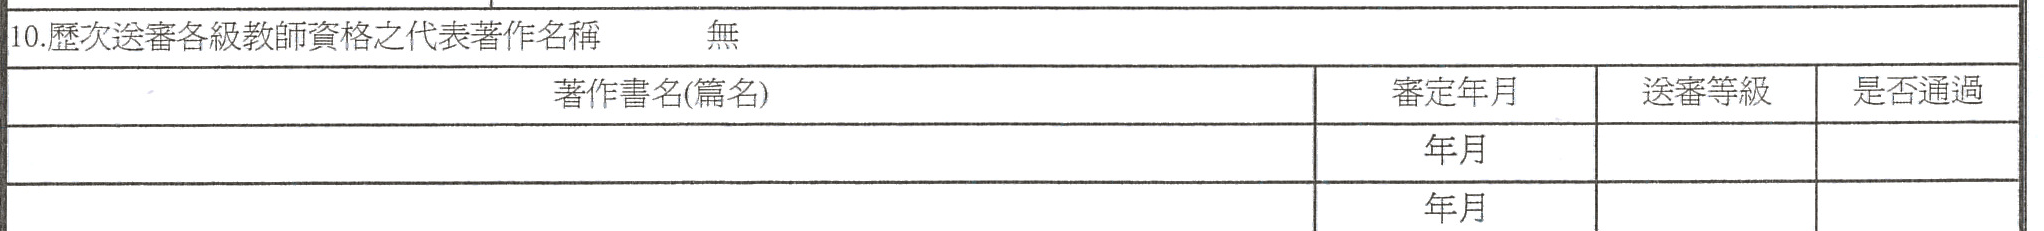 10.歷次送審各級教師資格之代表著作名稱 無
著作書名(篇名) 審定年月 送審等級 是否通過
年月
年月